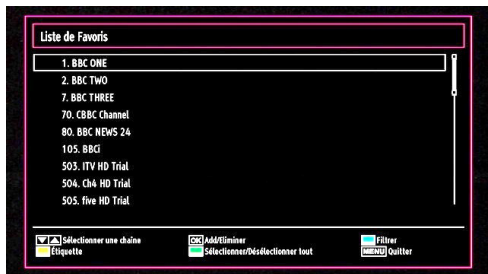 Liste de Favoris
1. BBC ONE
2. BBC TWO
7. BBC THREE
70. CBBC Channel
80. BBC NEWS 24
105. BBCi
503. ITV HD Trial
504. Ch4 HD Trial
505. five HD Trial
Sélectionner une chaine OK Add/Eliminer Filtrer
Étiquette Sélectionner/Désélectionner tout MENU Quitter